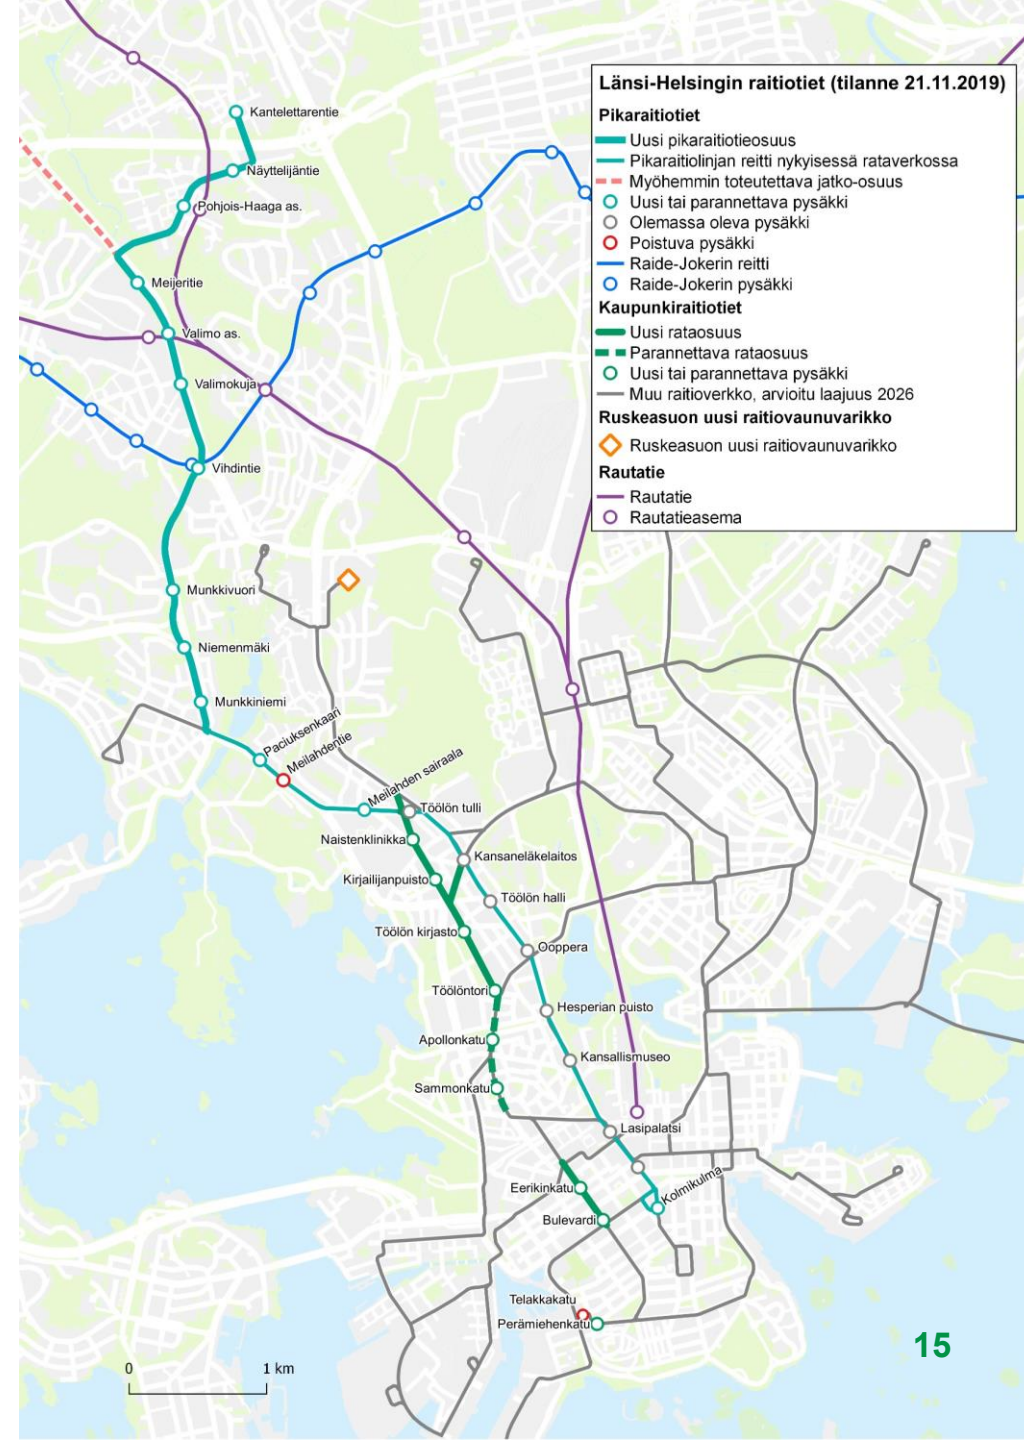 Länsi-Helsingin raitiotiet (tilanne 21.11.2019)
Pikaraitiotiet
Uusi pikaraitiotieosuus
Pikaraitiolinjan reitti nykyisessä rataverkossa
Myöhemmin toteutettava jatko-osuus
Uusi tai parannettava pysäkki
Olemassa oleva pysäkki
Poistuva pysäkki
Raide-Jokerin reitti
Raide-Jokerin pysäkki
Kaupunkiraitiotiet
Uusi rataosuus
Parannettava rataosuus
Uusi tai parannettava pysäkki
Muu raitioverkko, arvioitu laajuus 2026
Ruskeasuon uusi raitiovaunuvarikko
Ruskeasuon uusi raitiovaunuvarikko
Rautatie
Rautatie
Rautatieasema
Kantelettarentie
Näyttelijäntie
Pohjois-Haaga as.
Meijeritie
Valimo as.
Valimokuja
Vihdintie
Munkkivuori
Niemenmäki
Munkkiniemi
Paciuksenkaari
Meilahdentie
Meilahden sairaala
Töölön tulli
Naistenklinikka
Kansaneläkelaitos
Kirjailijanpuisto
Töölön halli
Töölön kirjasto
Ooppera
Töölöntori
Hesperian puisto
Apollonkatu
Kansallismuseo
Sammonkatu
Lasipalatsi
Kolmikulma
Eerikinkatu
Bulevardi
Telakkakatu
Perämiehenkatu
15
0 1 km